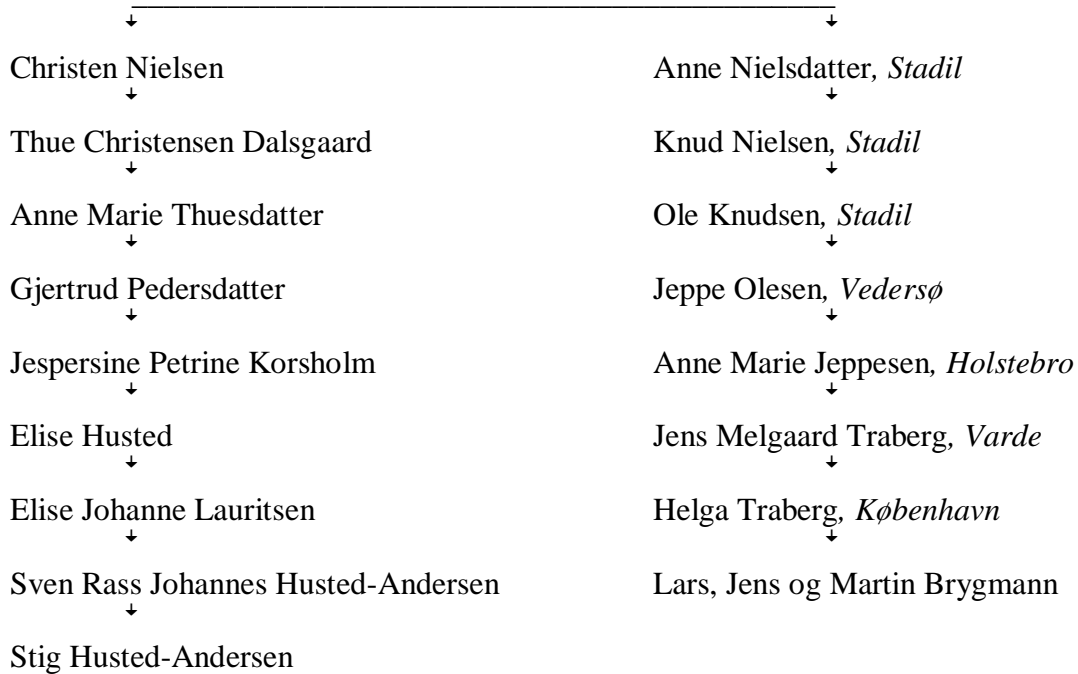 Christen Nielsen Anne Nielsdatter, Stadil
Thue Christensen Dalsgaard Knud Nielsen, Stadil
Anne Marie Thuesdatter Ole Knudsen, Stadil
Gjertrud Pedersdatter Jeppe Olesen, Vedersø
Jespersine Petrine Korsholm Anne Marie Jeppesen, Holstebro
Elise Husted Jens Melgaard Traberg, Varde
Elise Johanne Lauritsen Helga Traberg, København
Sven Rass Johannes Husted-Andersen Lars, Jens og Martin Brygmann
Stig Husted-Andersen